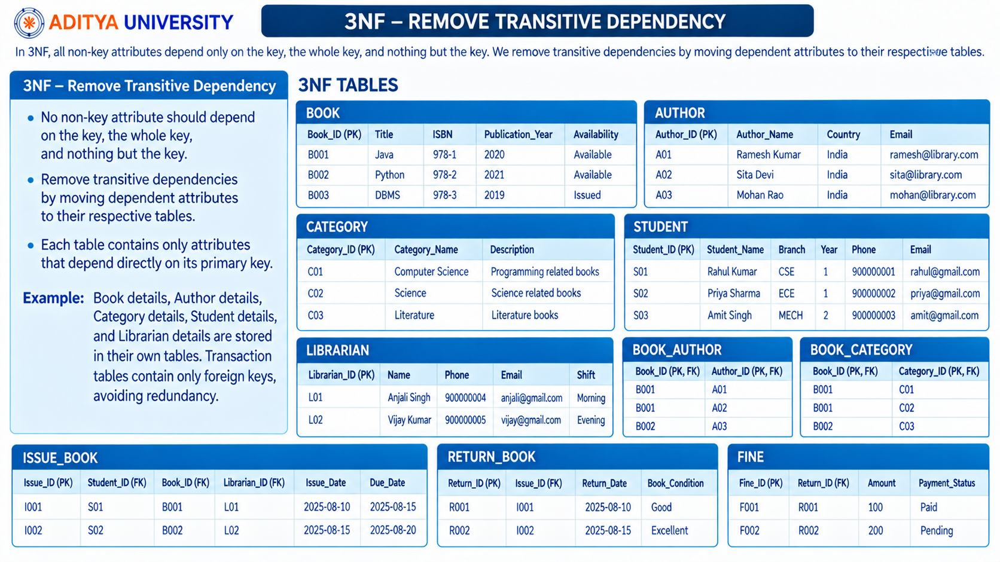 ADITYA UNIVERSITY
3NF – REMOVE TRANSITIVE DEPENDENCY
In 3NF, all non-key attributes depend only on the key, the whole key, and nothing but the key. We remove transitive dependencies by moving dependent attributes to their respective tables.
3NF – Remove Transitive Dependency
• No non-key attribute should depend
on the key, the whole key,
and nothing but the key.
• Remove transitive dependencies
by moving dependent attributes
to their respective tables.
• Each table contains only attributes
that depend directly on its primary key.
Example: Book details, Author details,
Category details, Student details,
and Librarian details are stored
in their own tables. Transaction
tables contain only foreign keys,
avoiding redundancy.
3NF TABLES
BOOK
Book_ID (PK) Title ISBN Publication_Year Availability
B001 Java 978-1 2020 Available
B002 Python 978-2 2021 Available
B003 DBMS 978-3 2019 Issued
AUTHOR
Author_ID (PK) Author_Name Country Email
A01 Ramesh Kumar India ramesh@library.com
A02 Sita Devi India sita@library.com
A03 Mohan Rao India mohan@library.com
CATEGORY
Category_ID (PK) Category_Name Description
C01 Computer Science Programming related books
C02 Science Science related books
C03 Literature Literature books
STUDENT
Student_ID (PK) Student_Name Branch Year Phone Email
S01 Rahul Kumar CSE 1 900000001 rahul@gmail.com
S02 Priya Sharma ECE 1 900000002 priya@gmail.com
S03 Amit Singh MECH 2 900000003 amit@gmail.com
LIBRARIAN
Librarian_ID (PK) Name Phone Email Shift
L01 Anjali Singh 900000004 anjali@gmail.com Morning
L02 Vijay Kumar 900000005 vijay@gmail.com Evening
BOOK_AUTHOR
Book_ID (PK, FK) Author_ID (PK, FK)
B001 A01
B001 A02
B002 A03
BOOK_CATEGORY
Book_ID (PK, FK) Category_ID (PK, FK)
B001 C01
B001 C02
B002 C03
ISSUE_BOOK
Issue_ID (PK) Student_ID (FK) Book_ID (FK) Librarian_ID (FK) Issue_Date Due_Date
I001 S01 B001 L01 2025-08-10 2025-08-15
I002 S02 B002 L02 2025-08-15 2025-08-20
RETURN_BOOK
Return_ID (PK) Issue_ID (FK) Return_Date Book_Condition
R001 I001 2025-08-10 Good
R002 I002 2025-08-15 Excellent
FINE
Fine_ID (PK) Return_ID (FK) Amount Payment_Status
F001 R001 100 Paid
F002 R002 200 Pending